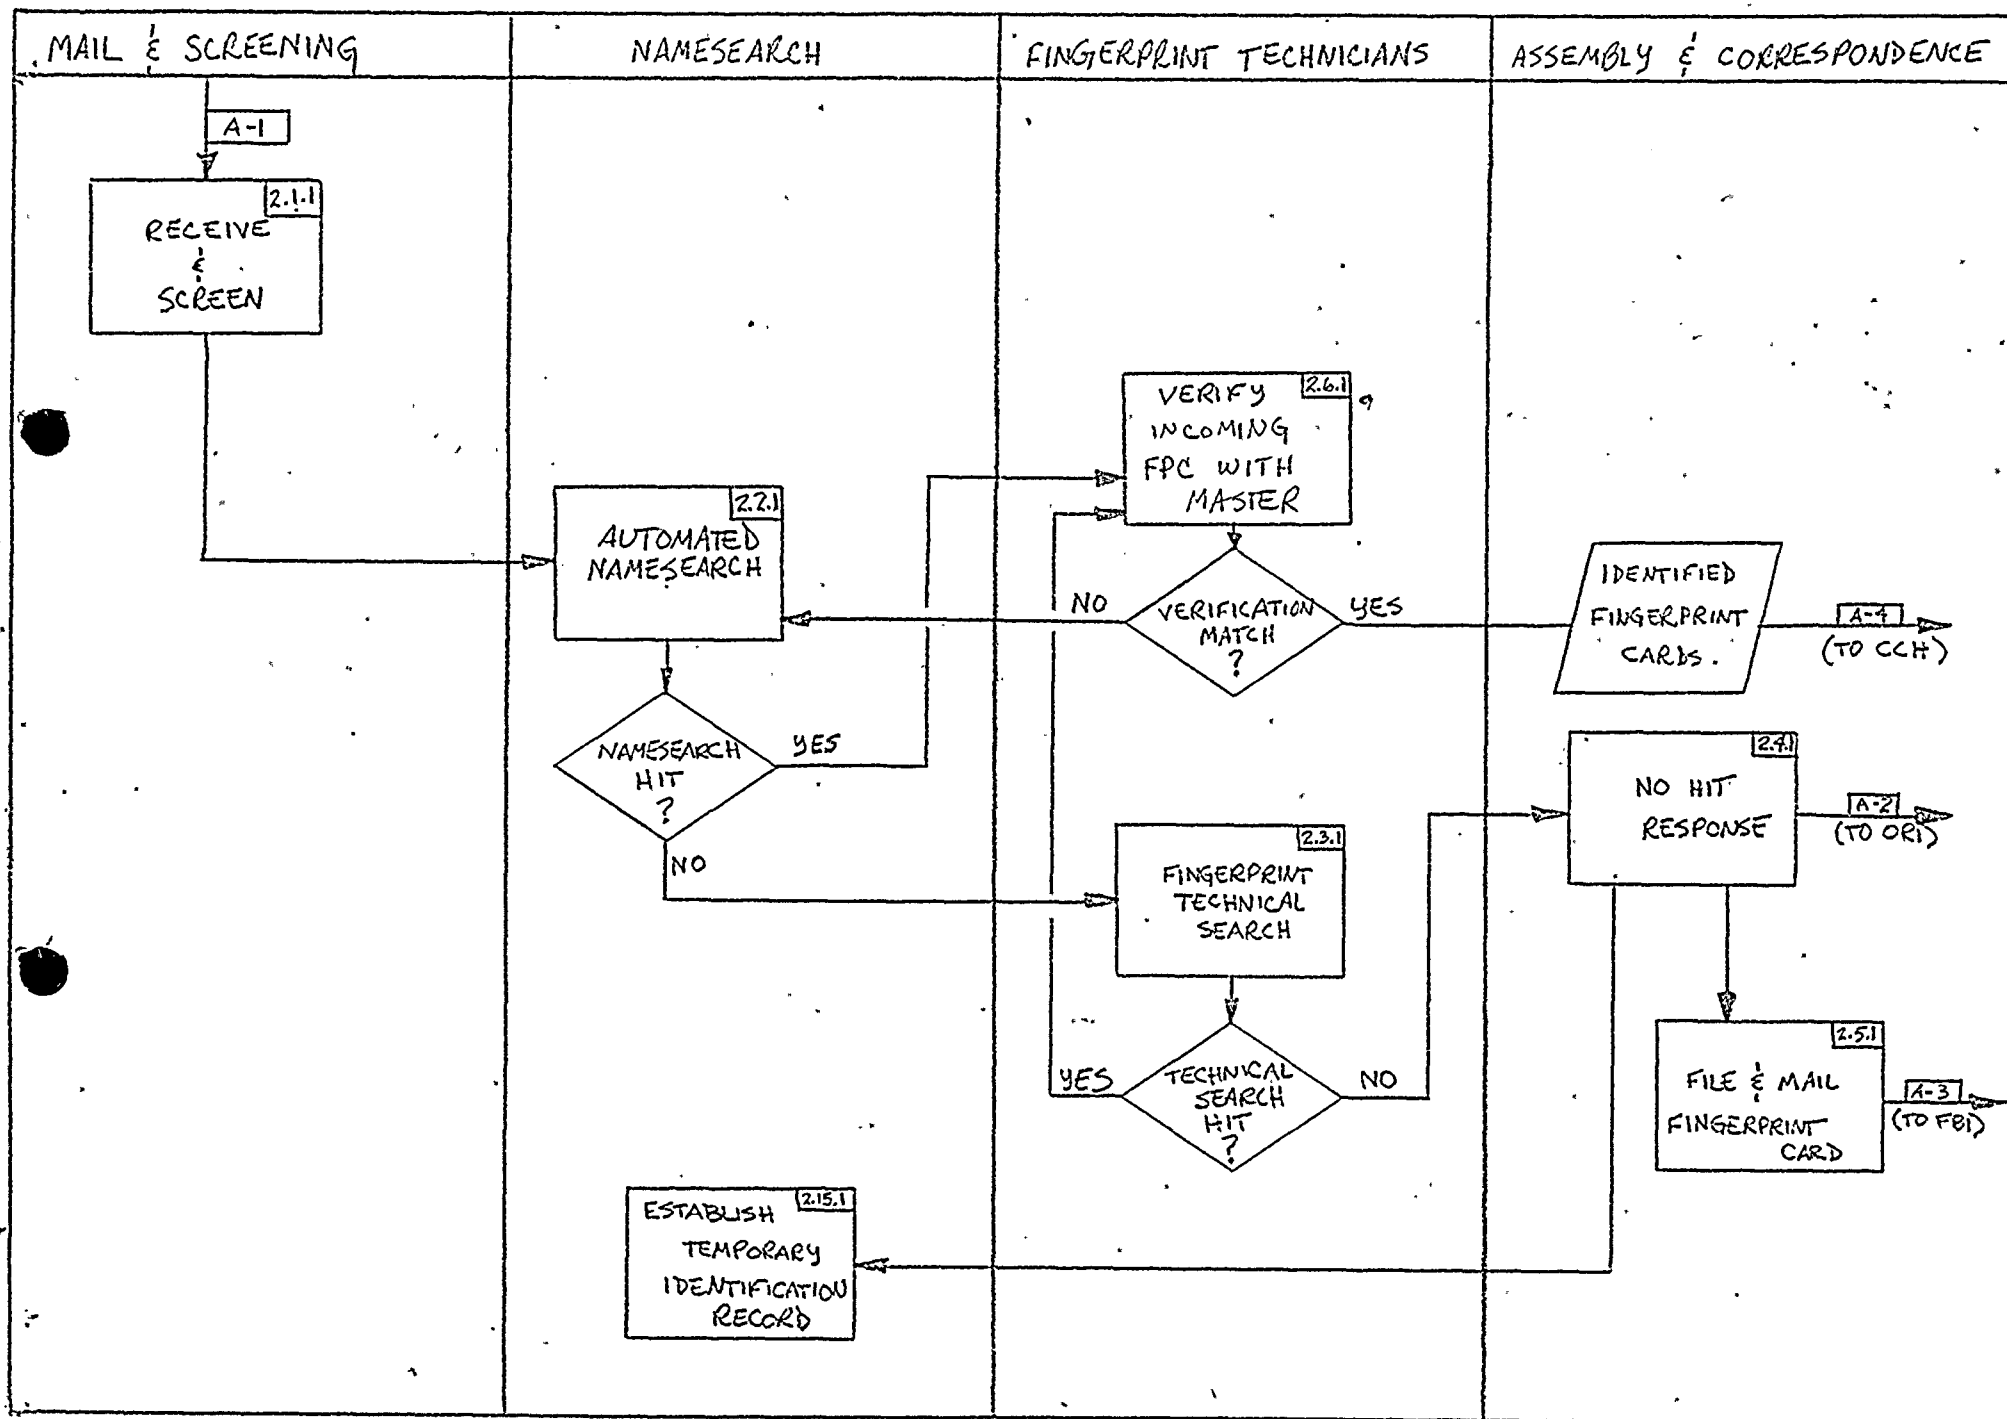 MAIL & SCREENING
NAMESEARCH
FINGERPRINT TECHNICIANS
ASSEMBLY & CORRESPONDENCE
A-1
2.1.1
RECEIVE
&
SCREEN
2.2.1
AUTOMATED
NAMESEARCH
NAMESEARCH
HIT
?
YES
NO
2.6.1
VERIFY
INCOMING
FPC WITH
MASTER
VERIFICATION
MATCH
?
NO
YES
IDENTIFIED
FINGERPRINT
CARDS.
A-4
(TO CCH)
2.3.1
FINGERPRINT
TECHNICAL
SEARCH
TECHNICAL
SEARCH
HIT
?
YES
NO
2.4.1
NO HIT
RESPONSE
A-2
(TO ORI)
2.5.1
FILE & MAIL
FINGERPRINT
CARD
A-3
(TO FBI)
2.15.1
ESTABLISH
TEMPORARY
IDENTIFICATION
RECORD